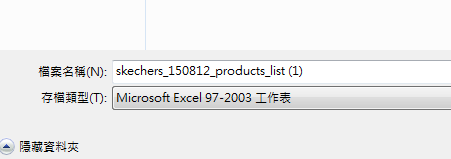 檔案名稱(N): skechers_150812_products_list (1)
存檔類型(T): Microsoft Excel 97-2003 工作表
隱藏資料夾